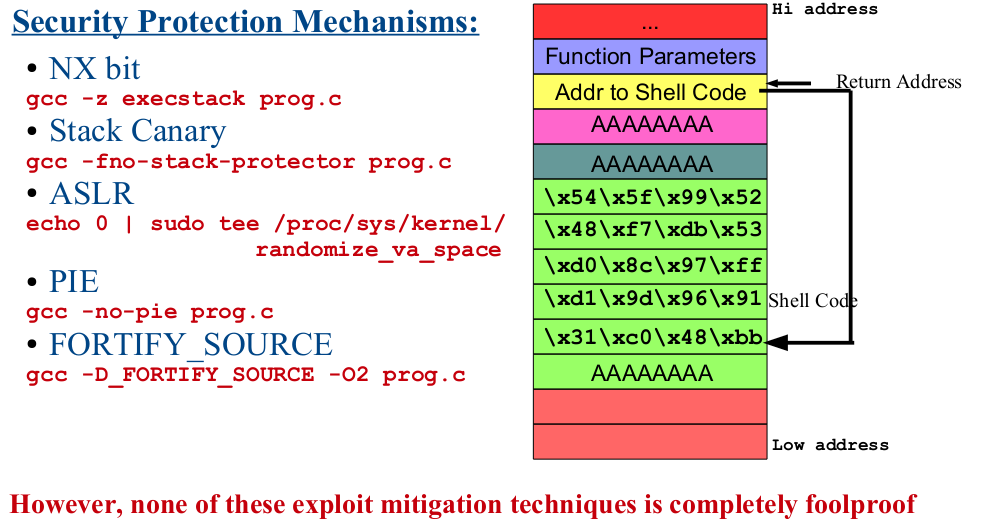 Security Protection Mechanisms:
• NX bit
gcc -z execstack prog.c
• Stack Canary
gcc -fno-stack-protector prog.c
• ASLR
echo 0 | sudo tee /proc/sys/kernel/
randomize_va_space
• PIE
gcc -no-pie prog.c
• FORTIFY_SOURCE
gcc -D_FORTIFY_SOURCE -O2 prog.c
Hi address
...
Function Parameters
Addr to Shell Code
Return Address
AAAAAAAA
AAAAAAAA
\x54\x5f\x99\x52
\x48\xf7\xdb\x53
\xd0\x8c\x97\xff
\xd1\x9d\x96\x91
Shell Code
\x31\xc0\x48\xbb
AAAAAAAA
Low address
However, none of these exploit mitigation techniques is completely foolproof